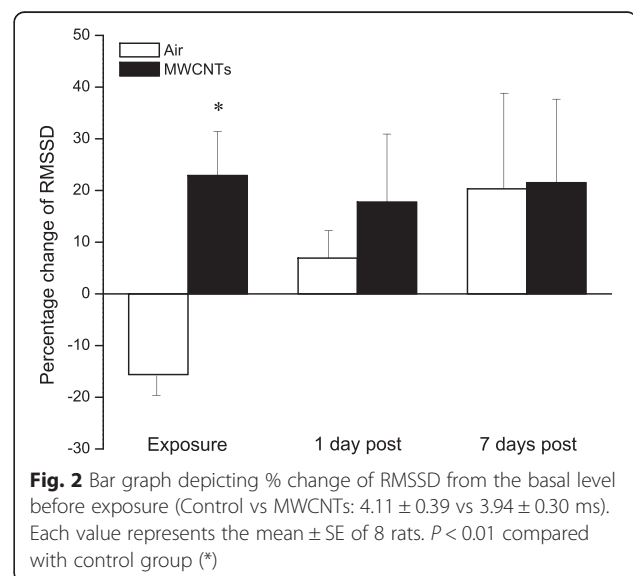 50
40
30
20
10
0
-10
-20
-30
Percentage change of RMSSD
Air
MWCNTs
*
Exposure 1 day post 7 days post
Fig. 2 Bar graph depicting % change of RMSSD from the basal level
before exposure (Control vs MWCNTs: 4.11 ± 0.39 vs 3.94 ± 0.30 ms).
Each value represents the mean ± SE of 8 rats. P < 0.01 compared
with control group (*)